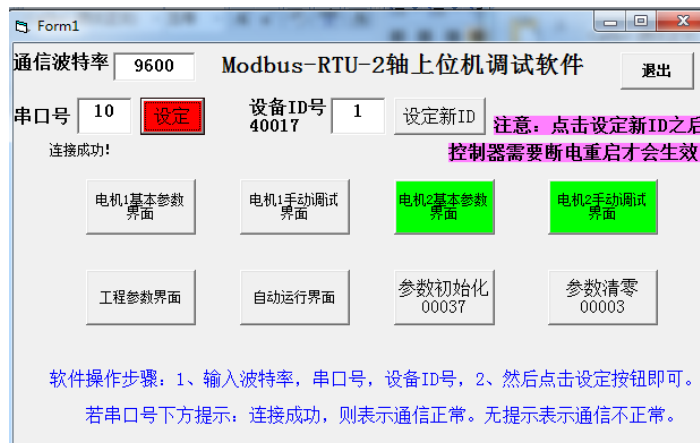 Form1
通信波特率 9600 Modbus-RTU-2轴上位机调试软件 退出
串口号 10 设定 设备ID号 40017 1 设定新ID
注意：点击设定新ID之后
控制器需要断电重启才会生效
连接成功!
电机1基本参数界面 电机1手动调试界面 电机2基本参数界面 电机2手动调试界面
工程参数界面 自动运行界面 参数初始化 00037 参数清零 00003
软件操作步骤：1、输入波特率，串口号，设备ID号，2、然后点击设定按钮即可。
若串口号下方提示：连接成功，则表示通信正常。无提示表示通信不正常。